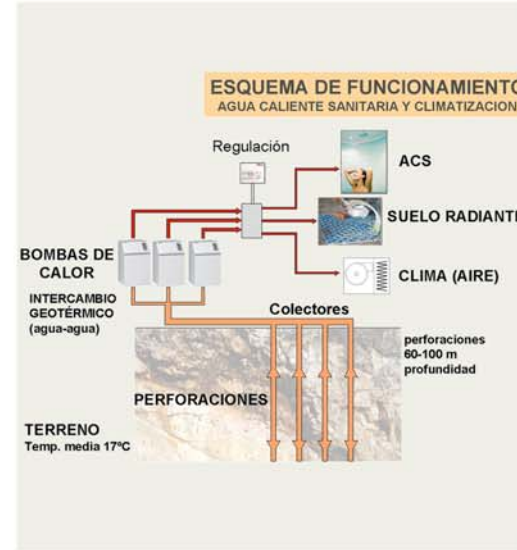 ESQUEMA DE FUNCIONAMIENTO
AGUA CALIENTE SANITARIA Y CLIMATIZACION
Regulación
ACS
SUELO RADIANTE
BOMBAS DE
CALOR
CLIMA (AIRE)
INTERCAMBIO
GEOTÉRMICO
(agua-agua)
Colectores
perforaciones
60-100 m
profundidad
PERFORACIONES
TERRENO
Temp. media 17ºC